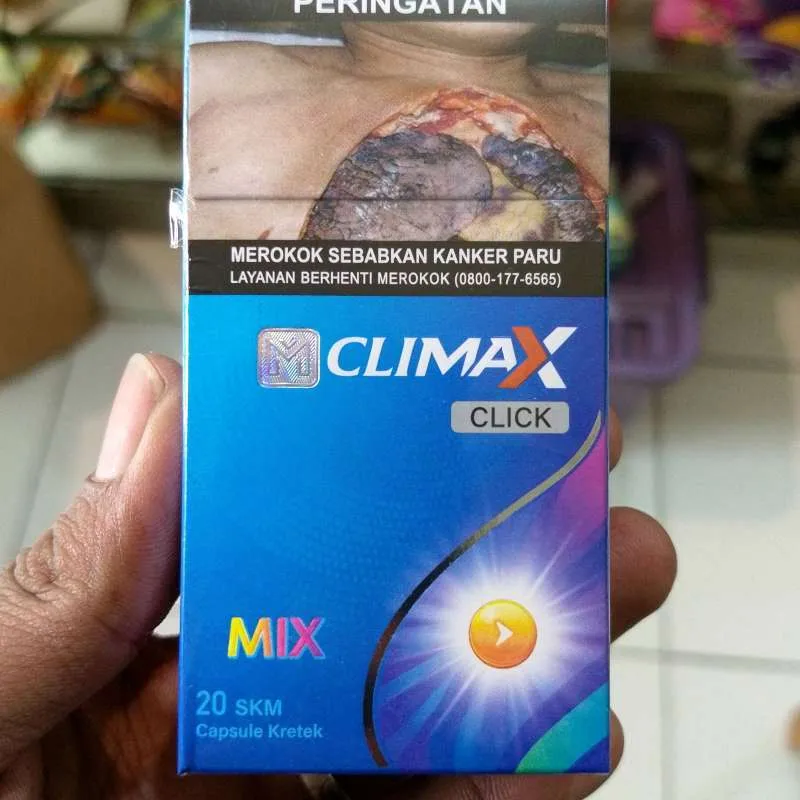 PERINGATAN
MEROKOK SEBABKAN KANKER PARU
LAYANAN BERHENTI MEROKOK (0800-177-6565)
M CLIMAX
CLICK
MIX
20 SKM
Capsule Kretek